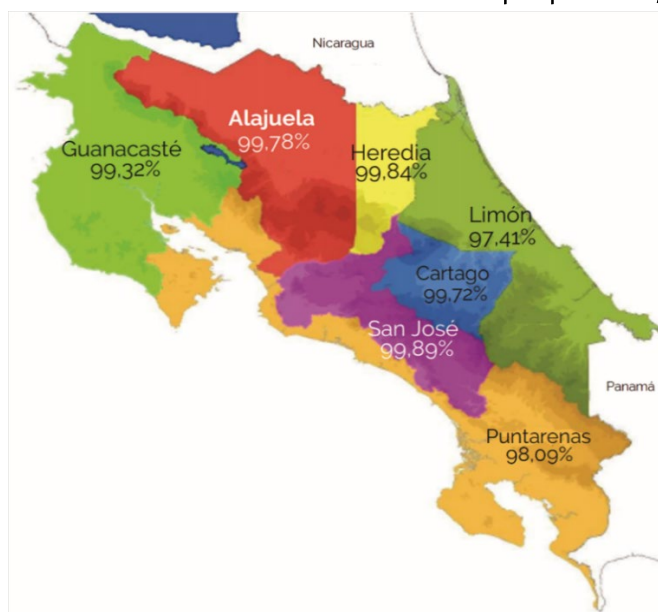 Nicaragua
Alajuela
99,78%
Guanacasté
99,32%
Heredia
99,84%
Limón
97,41%
Cartago
99,72%
San José
99,89%
Panamá
Puntarenas
98,09%